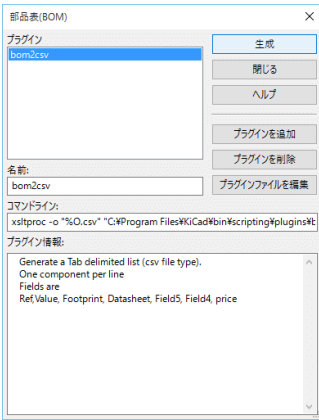 部品表(BOM)
プラグイン
bom2csv
生成
閉じる
ヘルプ
プラグインを追加
プラグインを削除
プラグインファイルを編集
名前:
bom2csv
コマンドライン:
xsltproc -o "%O.csv" "C:¥Program Files¥KiCad¥bin¥scripting¥plugins¥b
プラグイン情報:
Generate a Tab delimited list (csv file type).
One component per line
Fields are
Ref,Value, Footprint, Datasheet, Field5, Field4, price